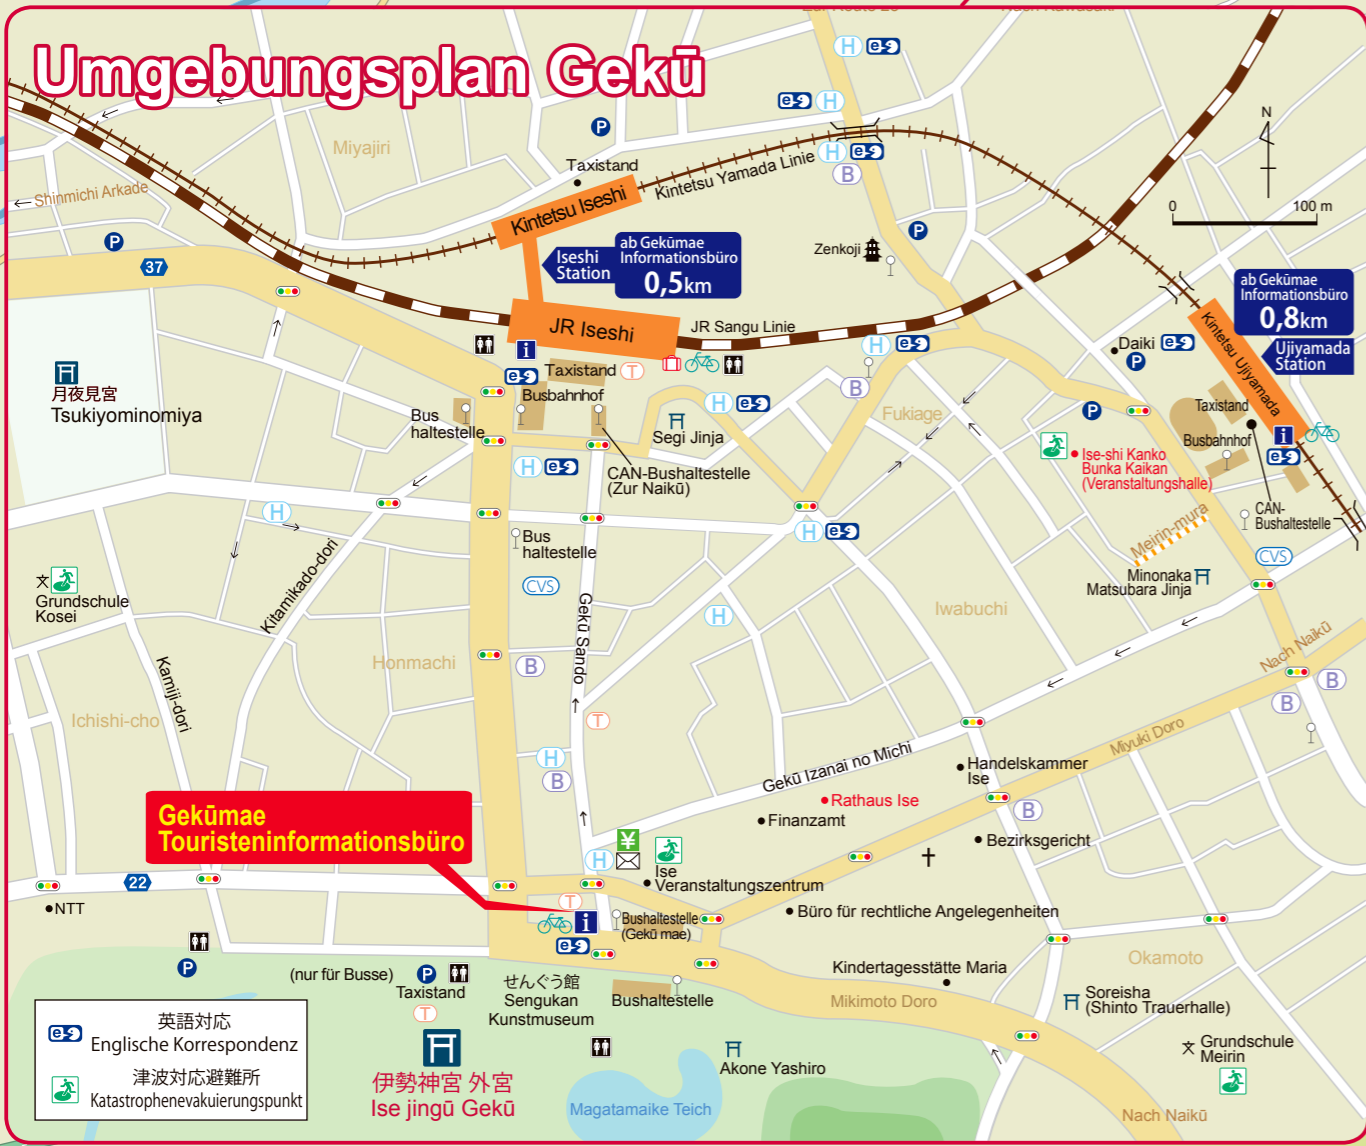 Umgebungsplan Gekū
Miyajiri
Shinmichi Arkade
P
P
37
Taxistand
Kintetsu Iseshi
Kintetsu Yamada Linie
Iseshi
Station
ab Gekūmae
Informationsbüro
0,5km
JR Iseshi
JR Sangu Linie
H
H
H
B
Zenkoji
P
N
0
100 m
ab Gekūmae
Informationsbüro
0,8km
Ujiyamada
Station
Kintetsu Ujiyamada
Daiki
P
P
Taxistand
Busbahnhof
i
CAN-
Bushaltestelle
CVS
Ise-shi Kanko
Bunka Kaikan
(Veranstaltungshalle)
Meirin-mura
Minonaka
Matsubara Jinja
Fukiage
H
B
H
Segi Jinja
i
Taxistand
T
Busbahnhof
Bus
haltestelle
CAN-Bushaltestelle
(Zur Naikū)
H
Bus
haltestelle
CVS
H
月夜見宮
Tsukiyominomiya
H
文
Grundschule
Kosei
Kitamikado-dori
Kamiji-dori
Honmachi
Ichishi-cho
Gekū Sando
B
H
T
H
B
Iwabuchi
Nach Naikū
B
B
Miyuki Doro
Gekū Izanai no Michi
Handelskammer
Ise
Rathaus Ise
Finanzamt
B
Bezirksgericht
Gekūmae
Touristeninformationsbüro
22
NTT
H
¥
Ise
Veranstaltungszentrum
T
i
Bushaltestelle
(Gekū mae)
Büro für rechtliche Angelegenheiten
P
(nur für Busse)
P
Taxistand
T
せんぐう館
Sengukan
Kunstmuseum
Bushaltestelle
Kindertagesstätte Maria
Mikimoto Doro
Okamoto
Soreisha
(Shinto Trauerhalle)
文
Grundschule
Meirin
Akone Yashiro
Magatamaike Teich
伊勢神宮 外宮
Ise jingū Gekū
Nach Naikū
英語対応
Englische Korrespondenz
津波対応避難所
Katastrophenevakuierungspunkt